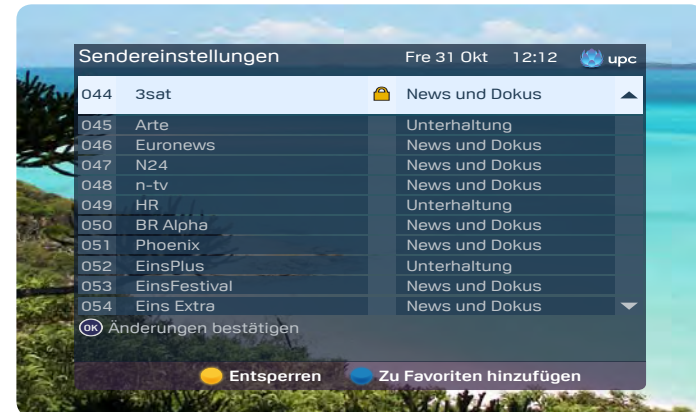 Sendereinstellungen Fre 31 Okt 12:12 upc
044 3sat News und Dokus
045 Arte Unterhaltung
046 Euronews News und Dokus
047 N24 News und Dokus
048 n-tv News und Dokus
049 HR Unterhaltung
050 BR Alpha News und Dokus
051 Phoenix News und Dokus
052 EinsPlus Unterhaltung
053 EinsFestival News und Dokus
054 Eins Extra News und Dokus
OK Änderungen bestätigen
Entsperren Zu Favoriten hinzufügen